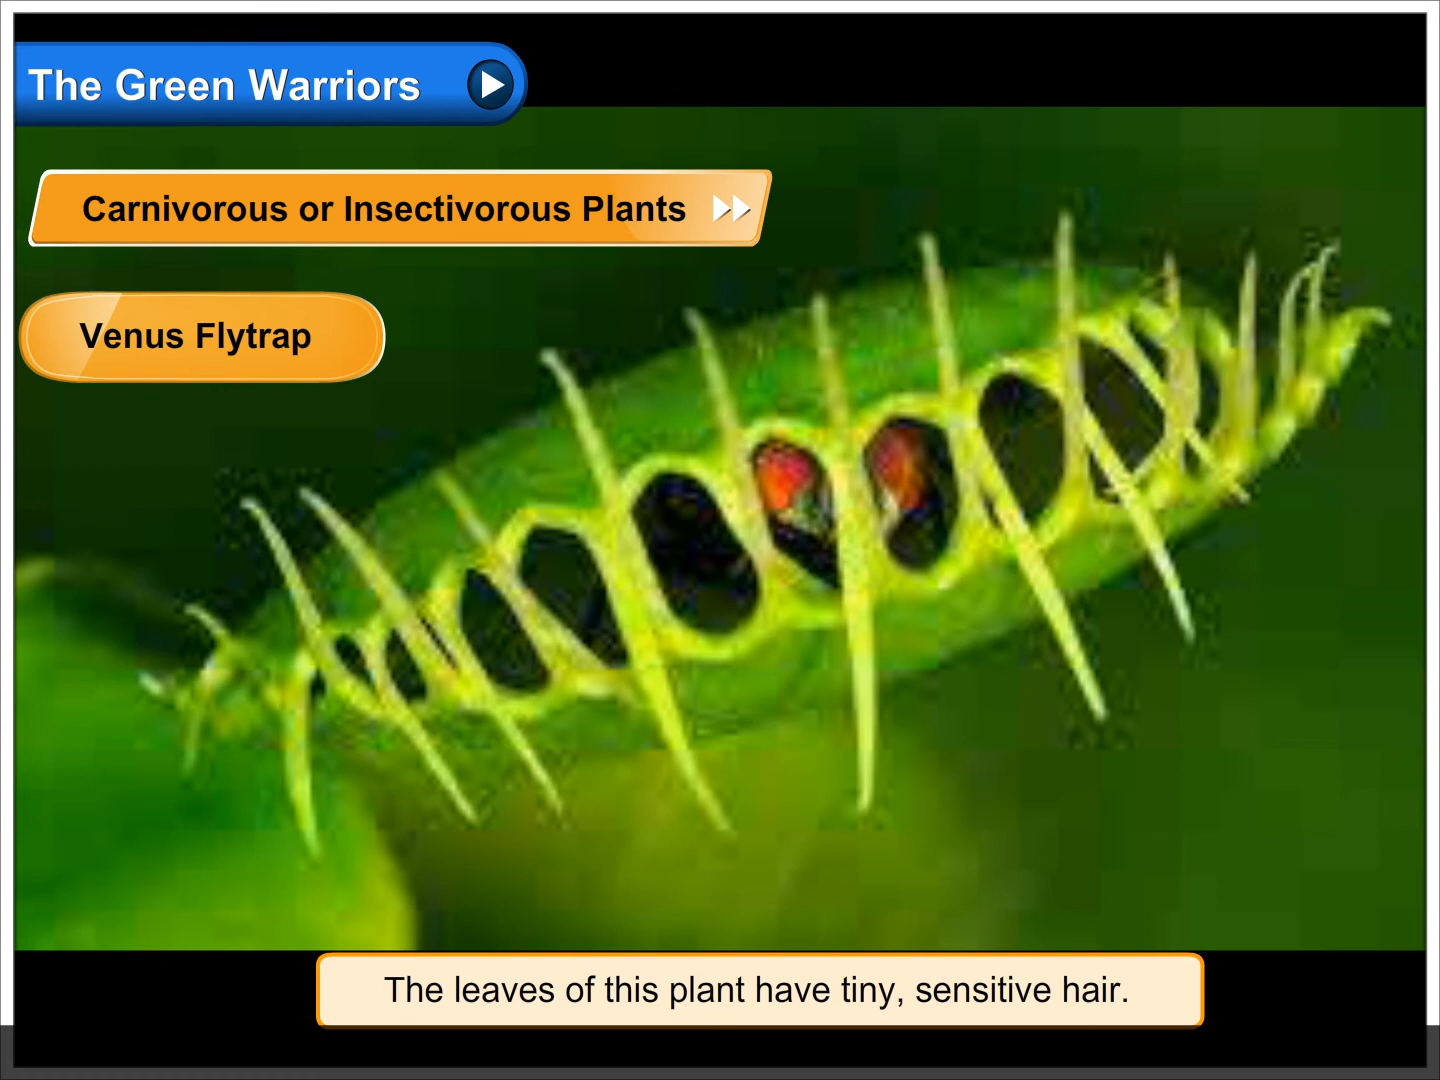 The Green Warriors
Carnivorous or Insectivorous Plants
Venus Flytrap
The leaves of this plant have tiny, sensitive hair.